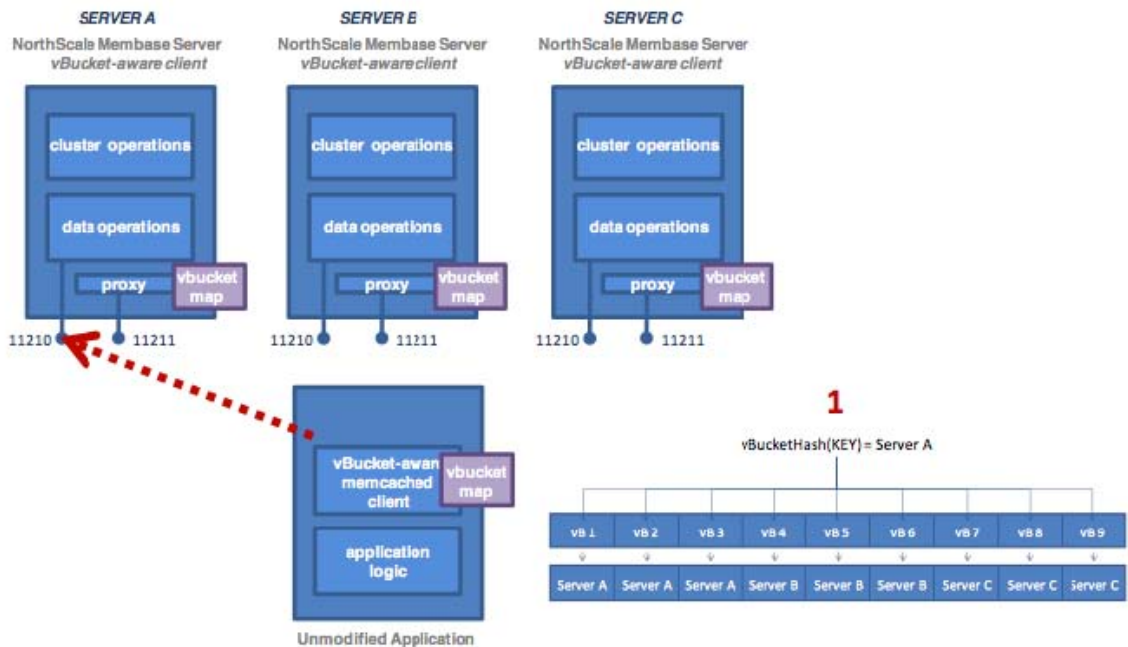 SERVER A
NorthScale Membase Server
vBucket-aware client
cluster operations
data operations
proxy
vbucket
map
11210
11211
SERVER B
NorthScale Membase Server
vBucket-aware client
cluster operations
data operations
proxy
vbucket
map
11210
11211
SERVER C
NorthScale Membase Server
vBucket-aware client
cluster operations
data operations
proxy
vbucket
map
11210
11211
vBucket-awar
memcached
client
vbucket
map
application
logic
Unmodified Application
1
vBucketHash(KEY) = Server A
vB 1 vB 2 vB 3 vB 4 vB 5 vB 6 vB 7 vB 8 vB 9
Server A Server A Server A Server B Server B Server B Server C Server C Server C